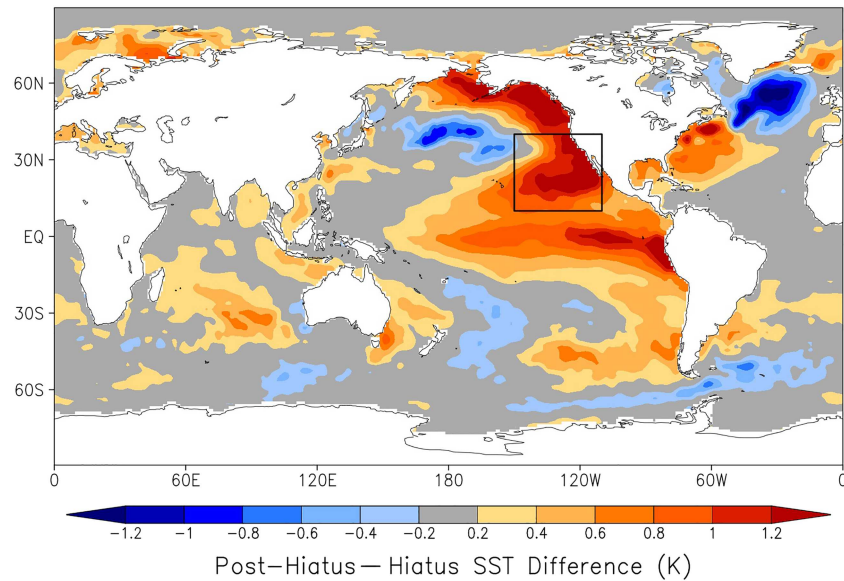 60N
30N
EQ
30S
60S
0 60E 120E 180 120W 60W 0
-1.2 -1 -0.8 -0.6 -0.4 -0.2 0.2 0.4 0.6 0.8 1 1.2
Post-Hiatus—Hiatus SST Difference (K)